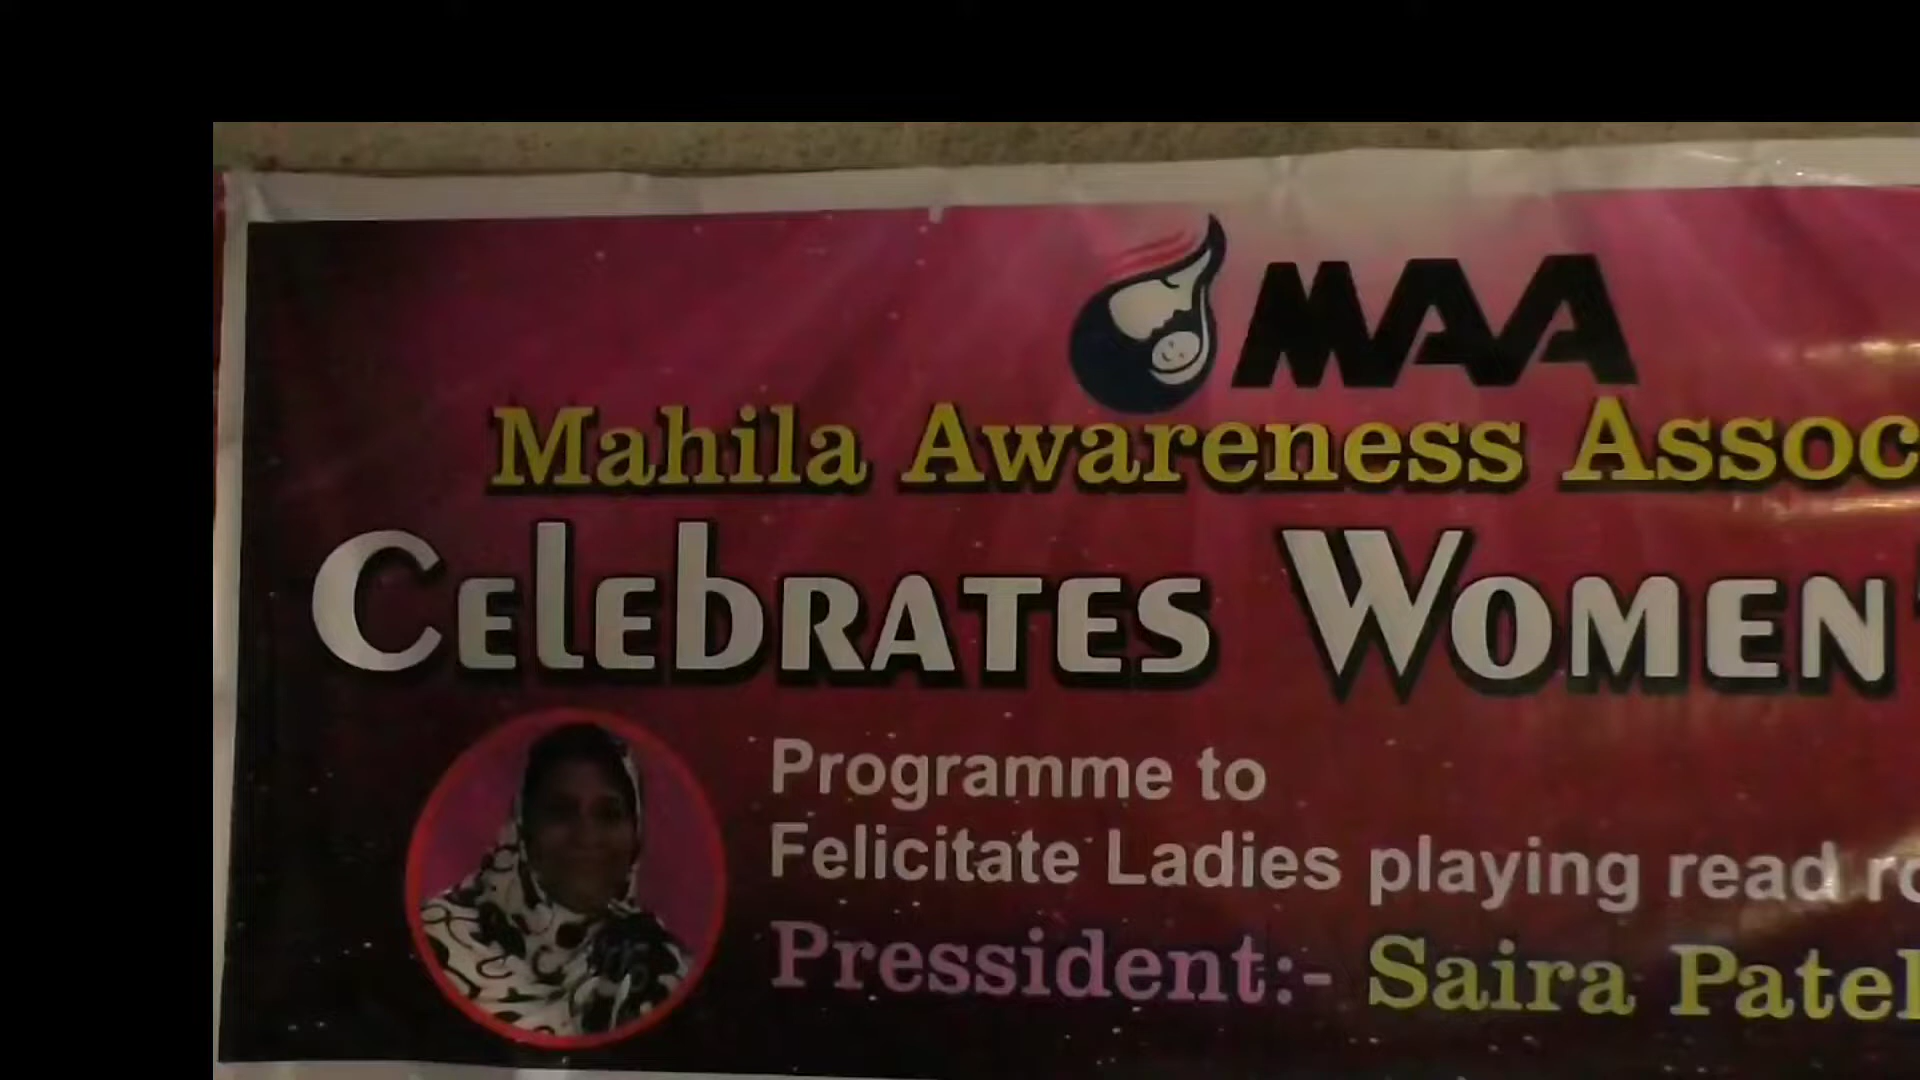 MAA
Mahila Awareness Assoc
Celebrates Women'
Programme to
Felicitate Ladies playing read ro
Pressident:- Saira Patel